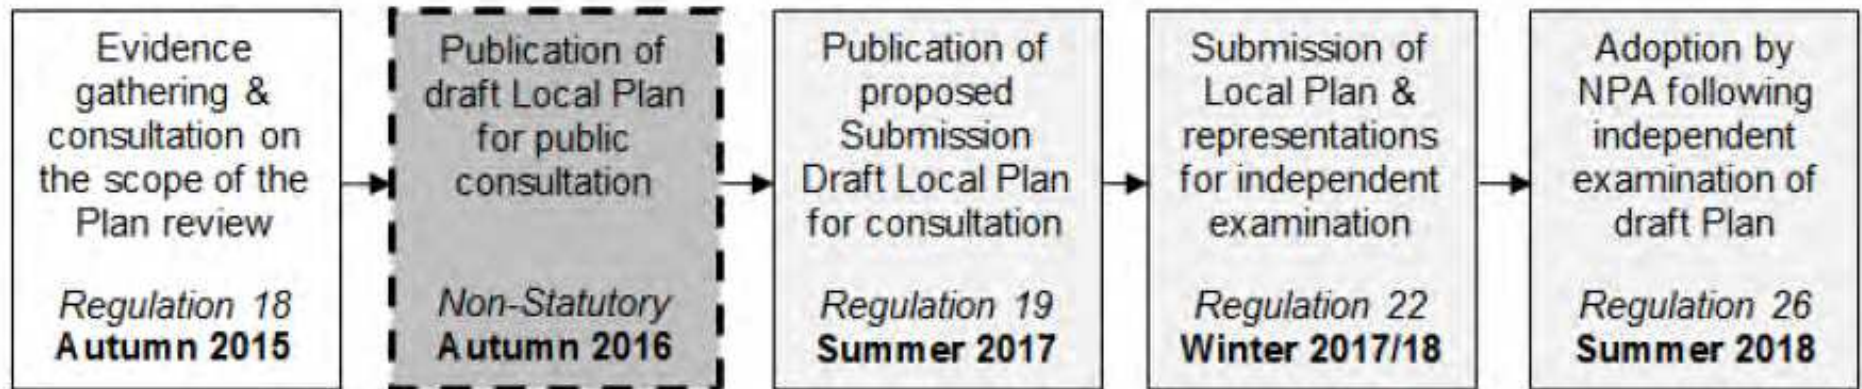 Evidence
gathering &
consultation on
the scope of the
Plan review
Regulation 18
Autumn 2015
Publication of
draft Local Plan
for public
consultation
Non-Statutory
Autumn 2016
Publication of
proposed
Submission
Draft Local Plan
for consultation
Regulation 19
Summer 2017
Submission of
Local Plan &
representations
for independent
examination
Regulation 22
Winter 2017/18
Adoption by
NPA following
independent
examination of
draft Plan
Regulation 26
Summer 2018